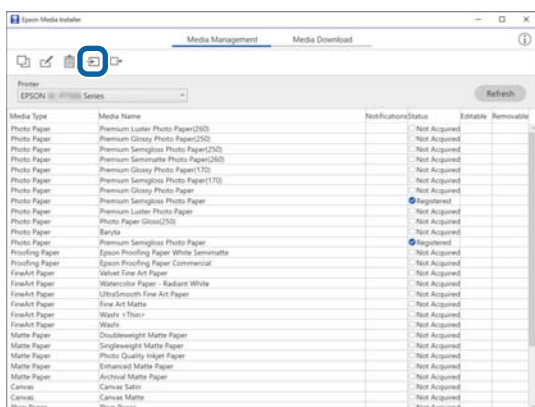 Epson Media Installer
Media Management Media Download
Printer
EPSON Series
Refresh
Media Type Media Name Notifications Status Editable Removable
Photo Paper Premium Luster Photo Paper(260) Not Acquired
Photo Paper Premium Glossy Photo Paper(250) Not Acquired
Photo Paper Premium Semigloss Photo Paper(250) Not Acquired
Photo Paper Premium Semimatte Photo Paper(260) Not Acquired
Photo Paper Premium Glossy Photo Paper(170) Not Acquired
Photo Paper Premium Semigloss Photo Paper(170) Not Acquired
Photo Paper Premium Glossy Photo Paper Not Acquired
Photo Paper Premium Semigloss Photo Paper Registered
Photo Paper Premium Luster Photo Paper Not Acquired
Photo Paper Photo Paper Gloss(250) Not Acquired
Photo Paper Baryta Not Acquired
Photo Paper Premium Semigloss Photo Paper Registered
Proofing Paper Epson Proofing Paper White Semimatte Not Acquired
Proofing Paper Epson Proofing Paper Commercial Not Acquired
FineArt Paper Velvet Fine Art Paper Not Acquired
FineArt Paper Watercolor Paper - Radiant White Not Acquired
FineArt Paper UltraSmooth Fine Art Paper Not Acquired
FineArt Paper Fine Art Matte Not Acquired
FineArt Paper Washi <Thin> Not Acquired
FineArt Paper Washi Not Acquired
Matte Paper Doubleweight Matte Paper Not Acquired
Matte Paper Singleweight Matte Paper Not Acquired
Matte Paper Photo Quality Inkjet Paper Not Acquired
Matte Paper Enhanced Matte Paper Not Acquired
Matte Paper Archival Matte Paper Not Acquired
Canvas Canvas Satin Not Acquired
Canvas Canvas Matte Not Acquired
Plain Paper Plain Paper Not Acquired